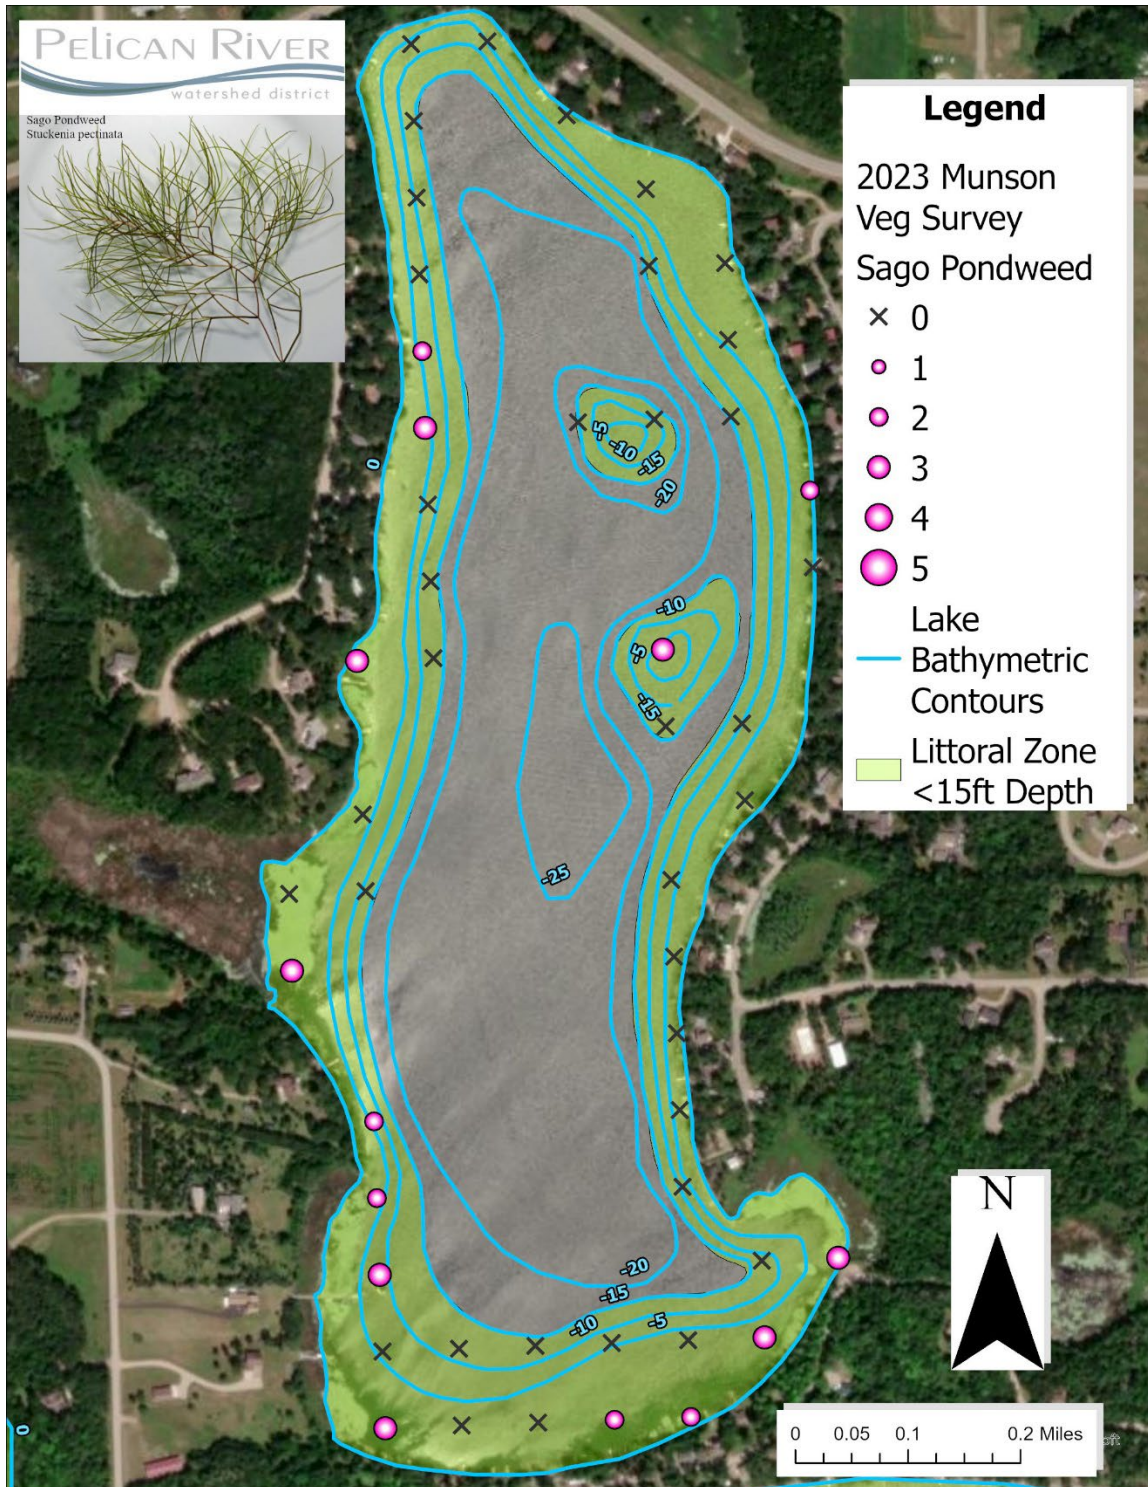 PELICAN RIVER
watershed district
Sago Pondweed
Stuckenia pectinata
Legend
2023 Munson
Veg Survey
Sago Pondweed
0
1
2
3
4
5
Lake
Bathymetric
Contours
Littoral Zone
<15ft Depth
0
-5
-10
-15
-20
-10
-5
-15
-25
-20
-15
-10
-5
0
N
0 0.05 0.1 0.2 Miles